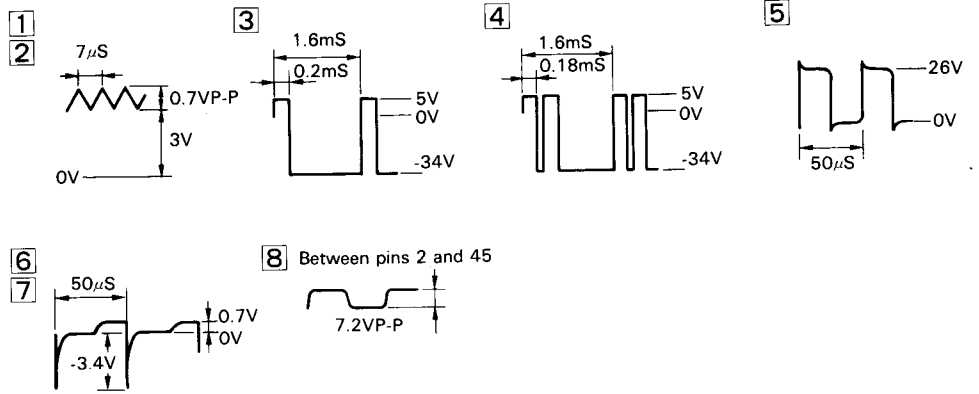 1
2
7μS
0.7VP-P
3V
0V
3
1.6mS
0.2mS
5V
0V
-34V
4
1.6mS
0.18mS
5V
0V
-34V
5
26V
0V
50μS
6
7
50μS
0.7V
0V
-3.4V
8 Between pins 2 and 45
7.2VP-P